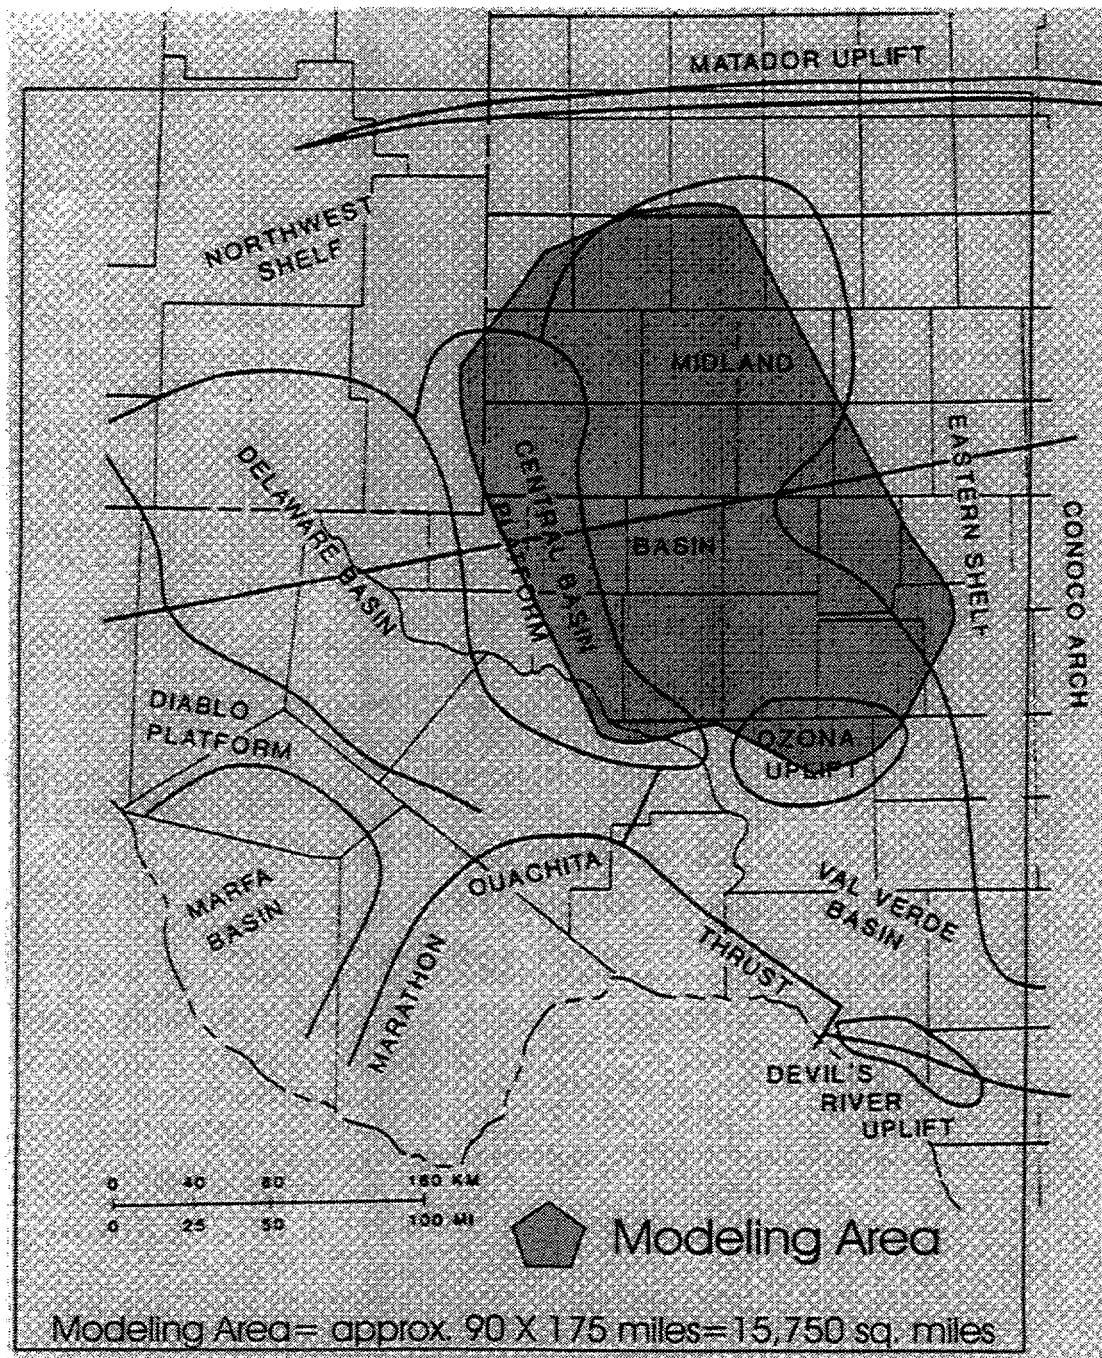 MATADOR UPLIFT
NORTHWEST
SHELF
MIDLAND
BASIN
CENTRAL BASIN
PLATFORM
DELAWARE BASIN
EASTERN SHELF
CONOCO ARCH
DIABLO
PLATFORM
OZONA
UPLIFT
MARFA
BASIN
MARATHON
OUACHITA
THRUST
VAL VERDE
BASIN
DEVIL'S
RIVER
UPLIFT
0 40 80 160 KM
0 25 50 100 MI
Modeling Area
Modeling Area= approx. 90 X 175 miles=15,750 sq. miles